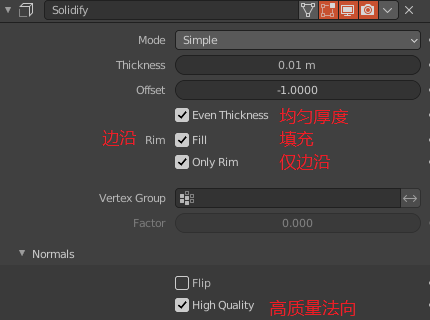 Solidify
Mode Simple
Thickness 0.01 m
Offset -1.0000
Even Thickness 均匀厚度
边沿 Rim Fill 填充
Only Rim 仅边沿
Vertex Group
Factor 0.000
Normals
Flip
High Quality 高质量法向